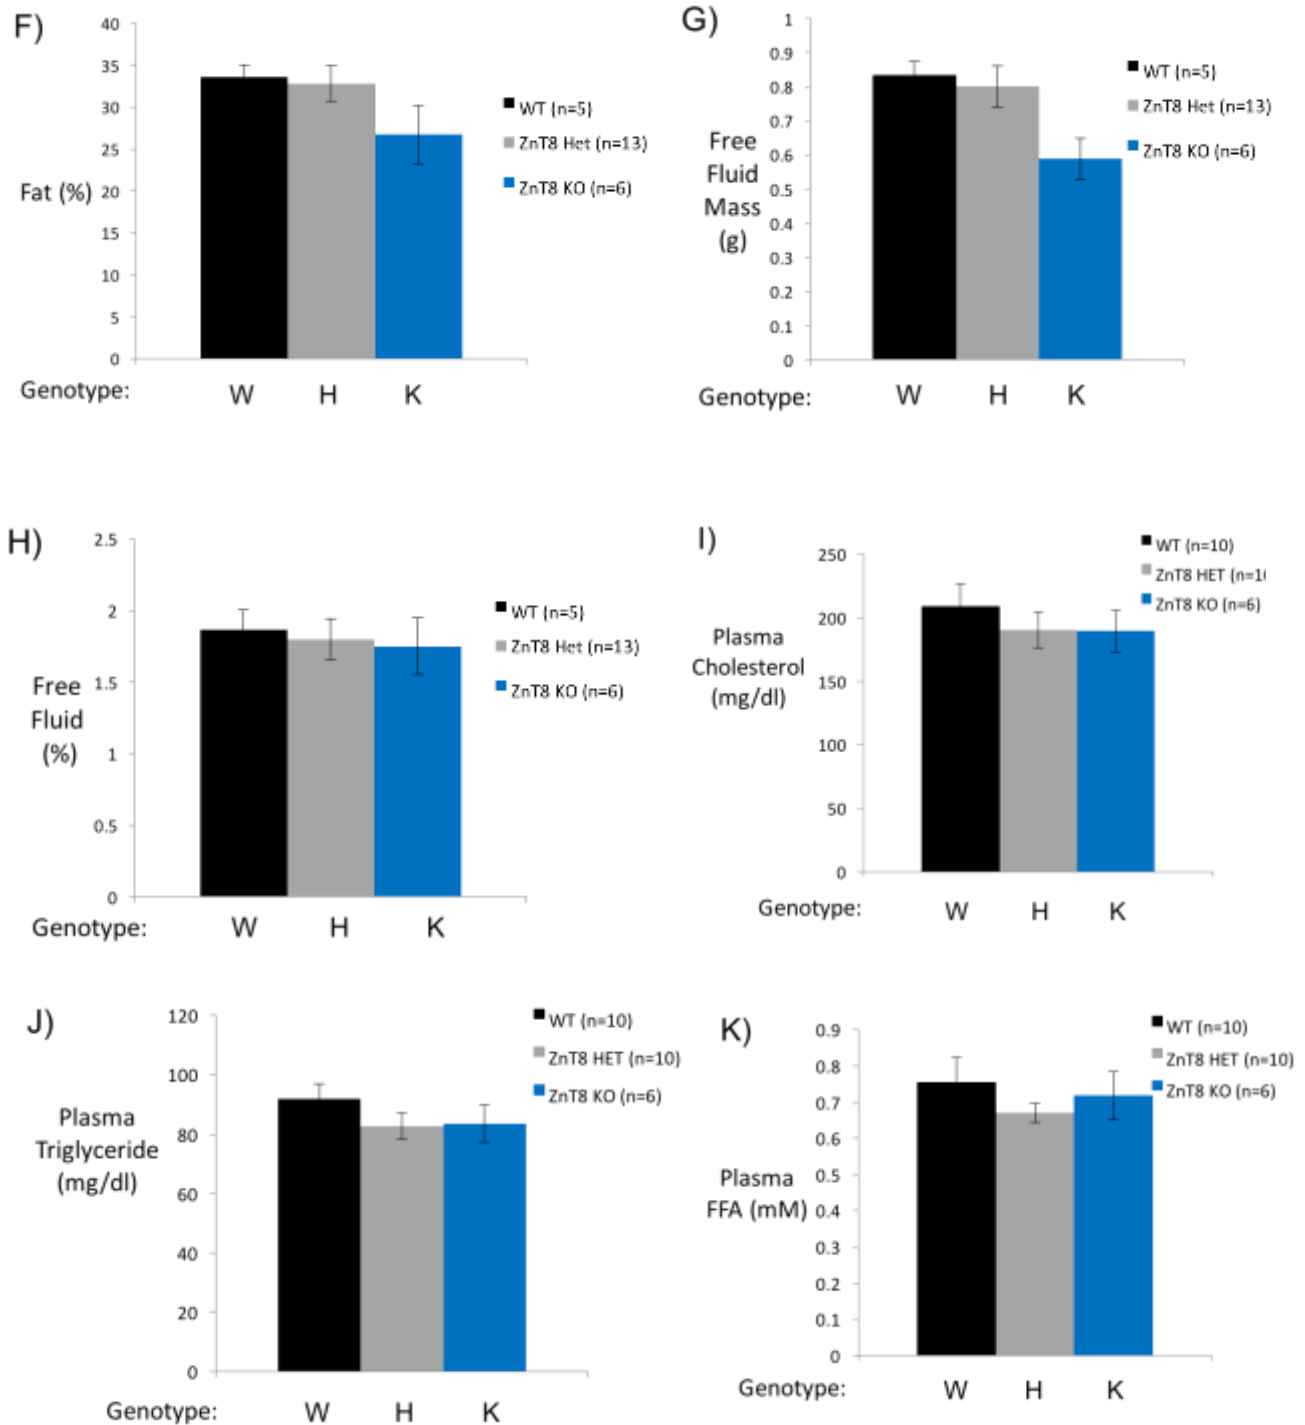 F)
40
35
30
25
20
15
10
5
0
Fat (%)
WT (n=5)
ZnT8 Het (n=13)
ZnT8 KO (n=6)
Genotype:
W H K
G)
1
0.9
0.8
0.7
0.6
0.5
0.4
0.3
0.2
0.1
0
Free
Fluid
Mass
(g)
WT (n=5)
ZnT8 Het (n=13)
ZnT8 KO (n=6)
Genotype:
W H K
H)
2.5
2
1.5
1
0.5
0
Free
Fluid
(%)
WT (n=5)
ZnT8 Het (n=13)
ZnT8 KO (n=6)
Genotype:
W H K
I)
250
200
150
100
50
0
Plasma
Cholesterol
(mg/dl)
WT (n=10)
ZnT8 HET (n=1
ZnT8 KO (n=6)
Genotype:
W H K
J)
120
100
80
60
40
20
0
Plasma
Triglyceride
(mg/dl)
WT (n=10)
ZnT8 HET (n=10)
ZnT8 KO (n=6)
Genotype:
W H K
K)
0.9
0.8
0.7
0.6
0.5
0.4
0.3
0.2
0.1
0
Plasma
FFA (mM)
WT (n=10)
ZnT8 HET (n=10)
ZnT8 KO (n=6)
Genotype:
W H K